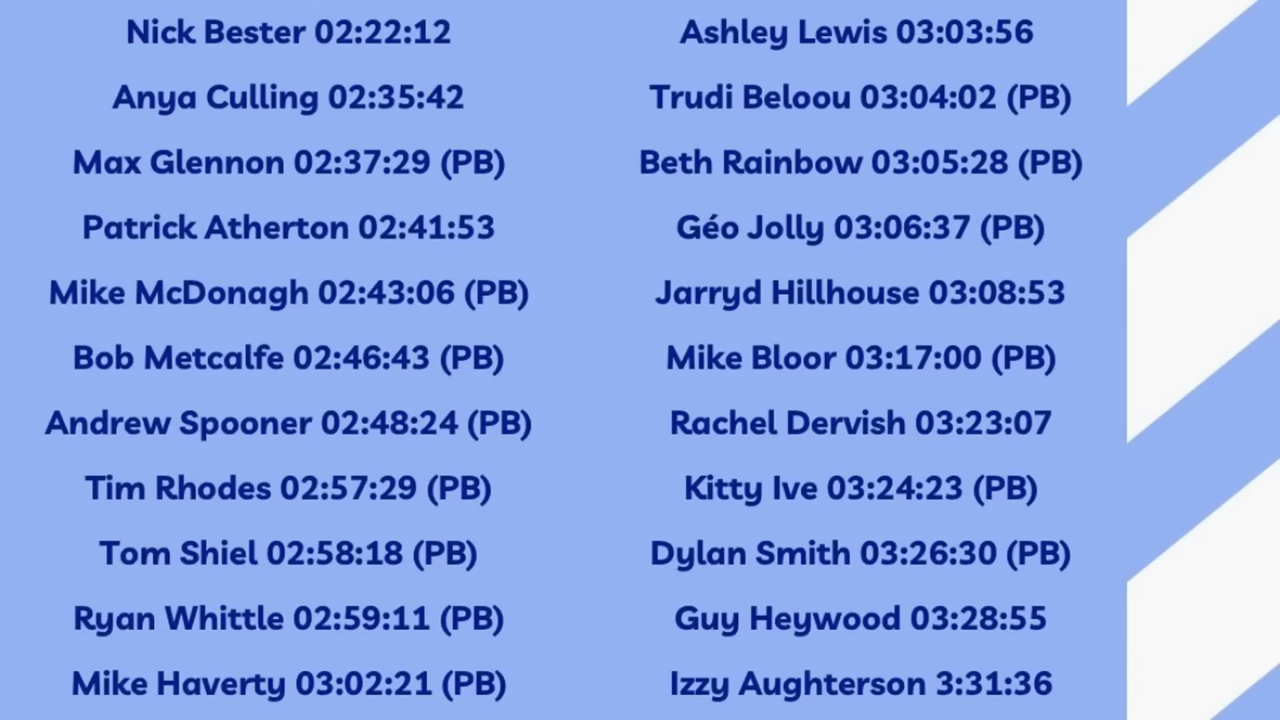 Nick Bester 02:22:12
Anya Culling 02:35:42
Max Glennon 02:37:29 (PB)
Patrick Atherton 02:41:53
Mike McDonagh 02:43:06 (PB)
Bob Metcalfe 02:46:43 (PB)
Andrew Spooner 02:48:24 (PB)
Tim Rhodes 02:57:29 (PB)
Tom Shiel 02:58:18 (PB)
Ryan Whittle 02:59:11 (PB)
Mike Haverty 03:02:21 (PB)
Ashley Lewis 03:03:56
Trudi Beloou 03:04:02 (PB)
Beth Rainbow 03:05:28 (PB)
Géo Jolly 03:06:37 (PB)
Jarryd Hillhouse 03:08:53
Mike Bloor 03:17:00 (PB)
Rachel Dervish 03:23:07
Kitty Ive 03:24:23 (PB)
Dylan Smith 03:26:30 (PB)
Guy Heywood 03:28:55
Izzy Aughterson 3:31:36